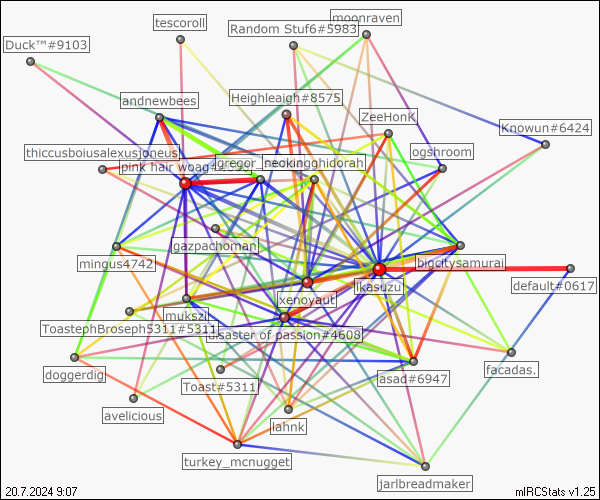 moonraven
tescoroll
Random Stuf6#5983
Duck™#9103
andnewbees
Heighleaigh#8575
ZeeHonK
Knowun#6424
thiccusboiusalexusjoneus
ogshroom
pink hair woag
gregor_
neokingghidorah
gazpachoman
mingus4742
bigcitysamurai
default#0617
ikasuzu
xenoyaut
mukszi
ToastephBroseph5311#5311
disaster of passion#4608
doggerdig
Toast#5311
asad#6947
facadas.
avelicious
lahnk
turkey_mcnugget
jarlbreadmaker
20.7.2024 9:07
mIRCStats v1.25